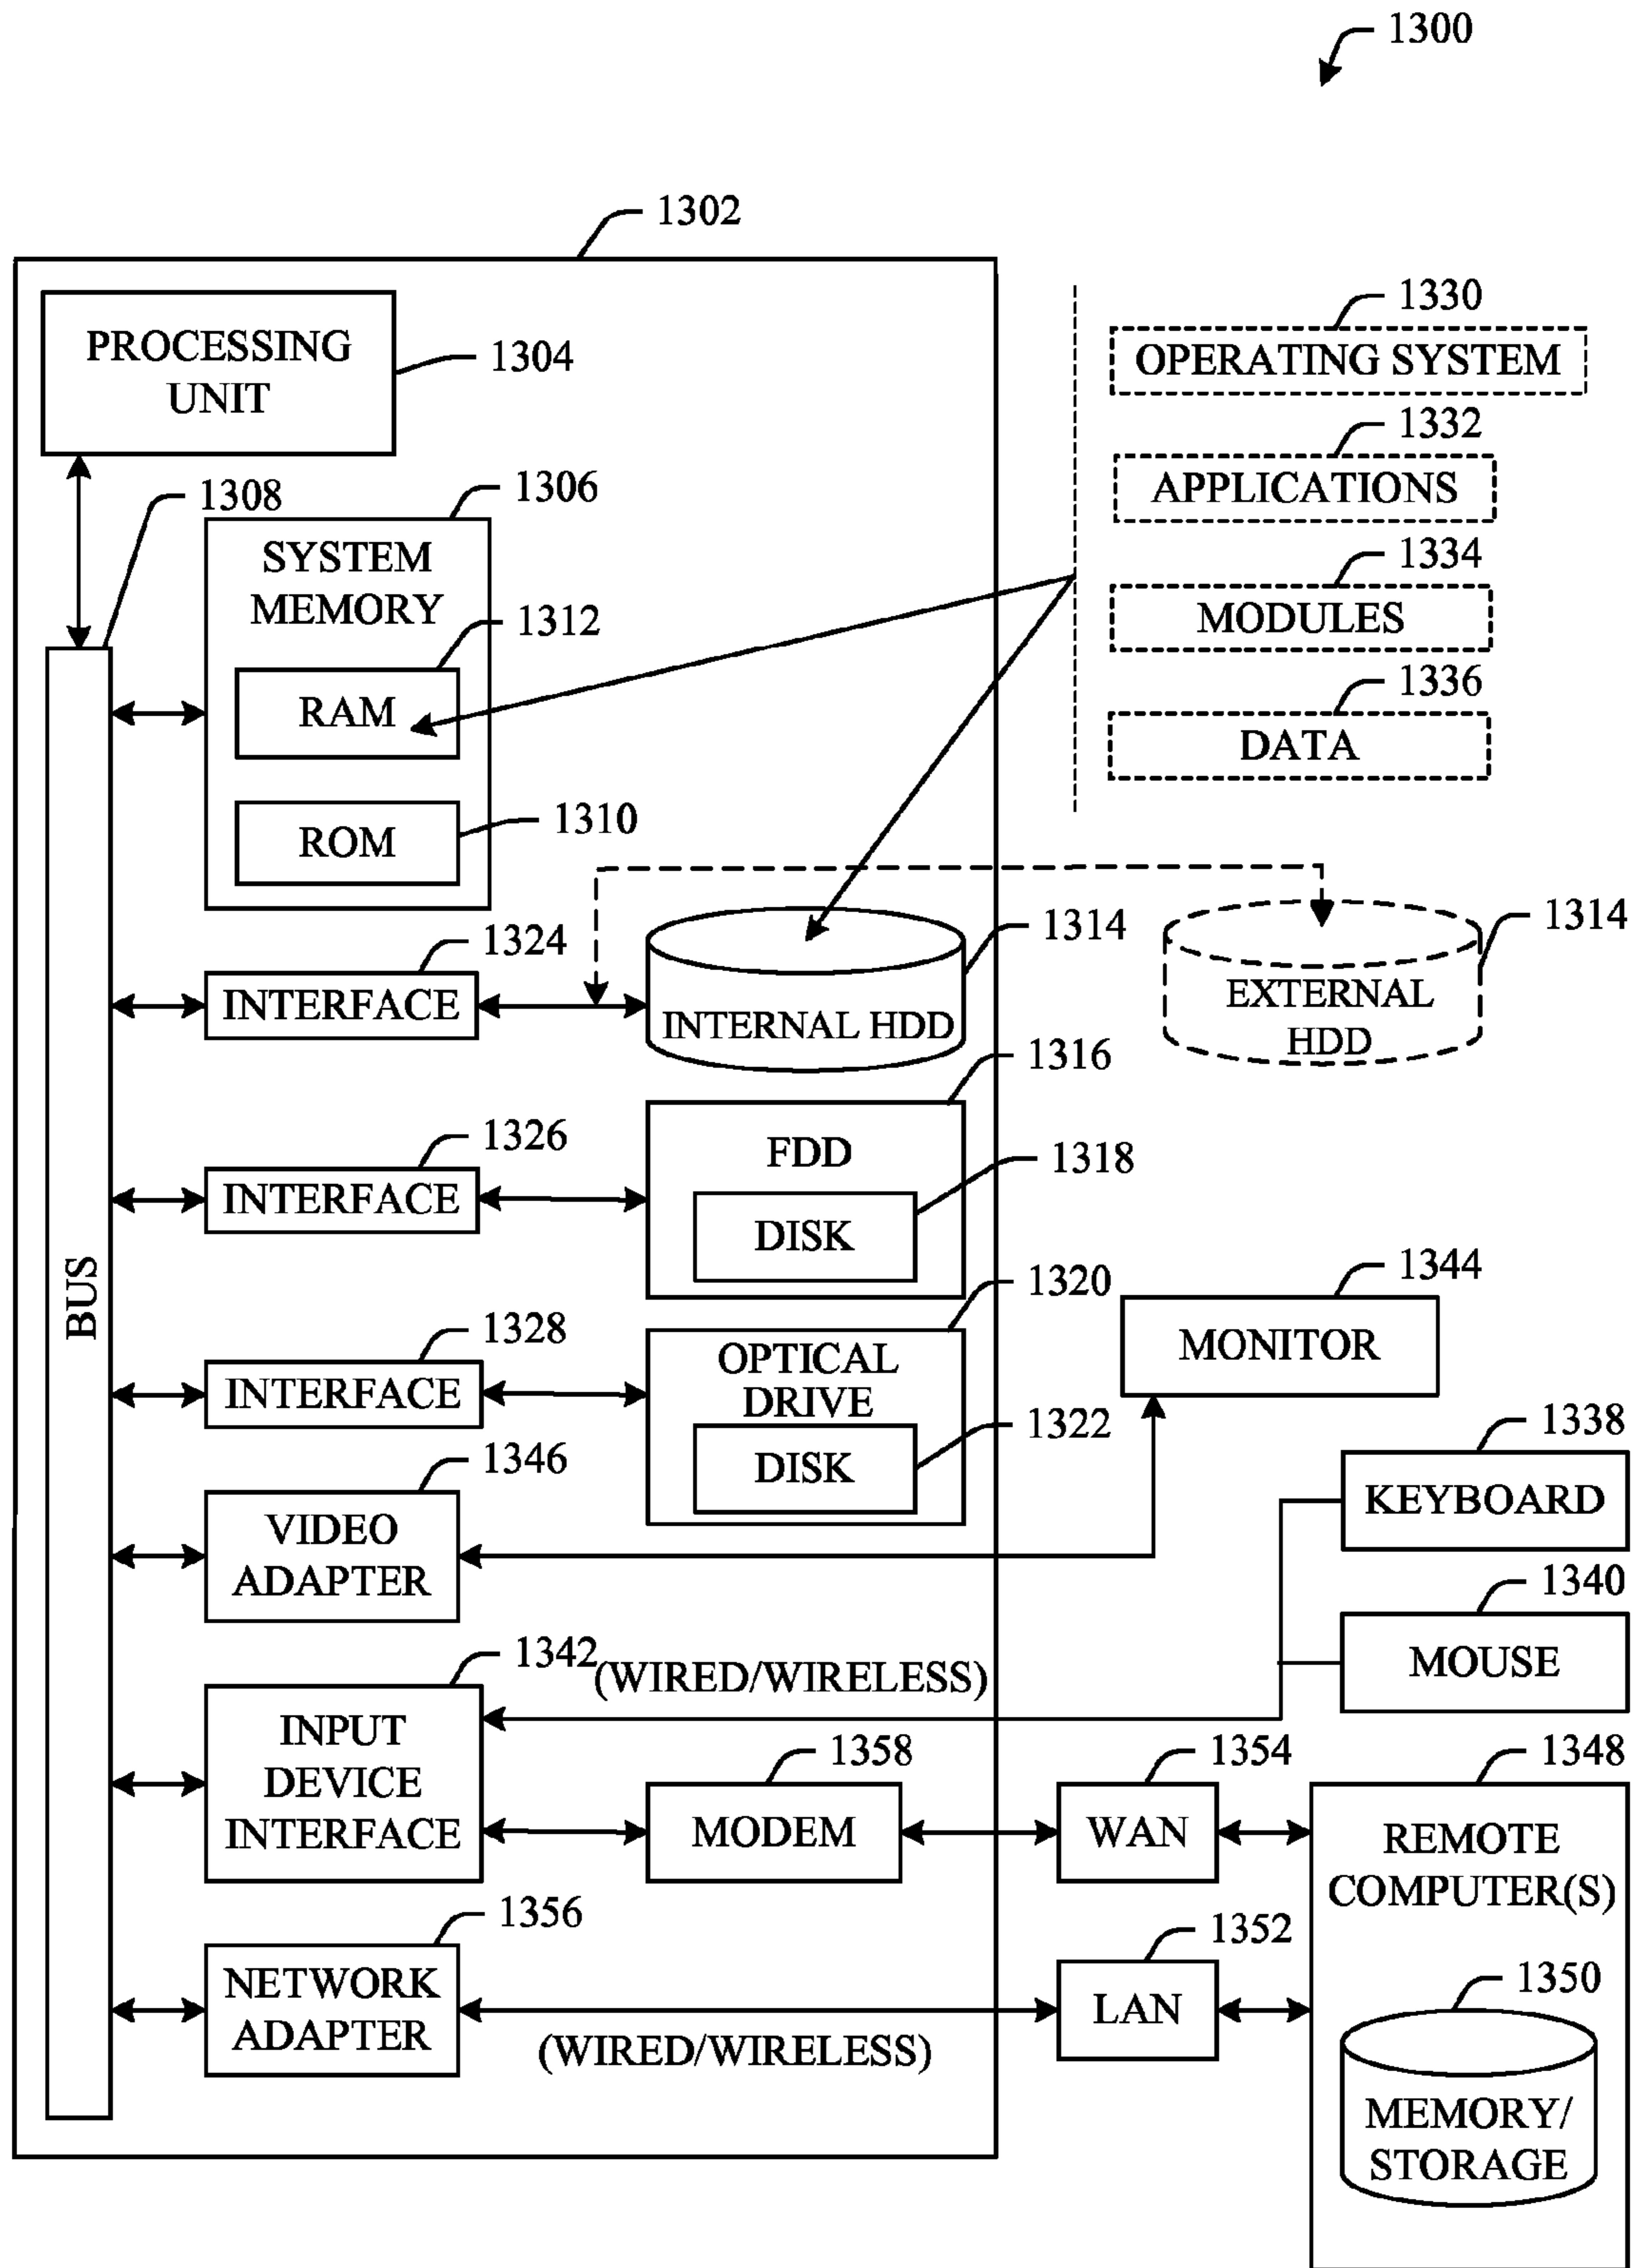 1300
1302
PROCESSING
UNIT
1304
1330
OPERATING SYSTEM
1332
APPLICATIONS
1334
MODULES
1336
DATA
1308
1306
SYSTEM
MEMORY
1312
RAM
1310
ROM
1324
INTERFACE
1314
INTERNAL HDD
1314
EXTERNAL
HDD
1316
FDD
1326
INTERFACE
1318
DISK
BUS
1320
OPTICAL
DRIVE
1328
INTERFACE
1322
DISK
1344
MONITOR
1346
VIDEO
ADAPTER
1338
KEYBOARD
1340
MOUSE
1342
(WIRED/WIRELESS)
INPUT
DEVICE
INTERFACE
1358
MODEM
1354
WAN
1348
REMOTE
COMPUTER(S)
1356
NETWORK
ADAPTER
(WIRED/WIRELESS)
1352
LAN
1350
MEMORY/
STORAGE